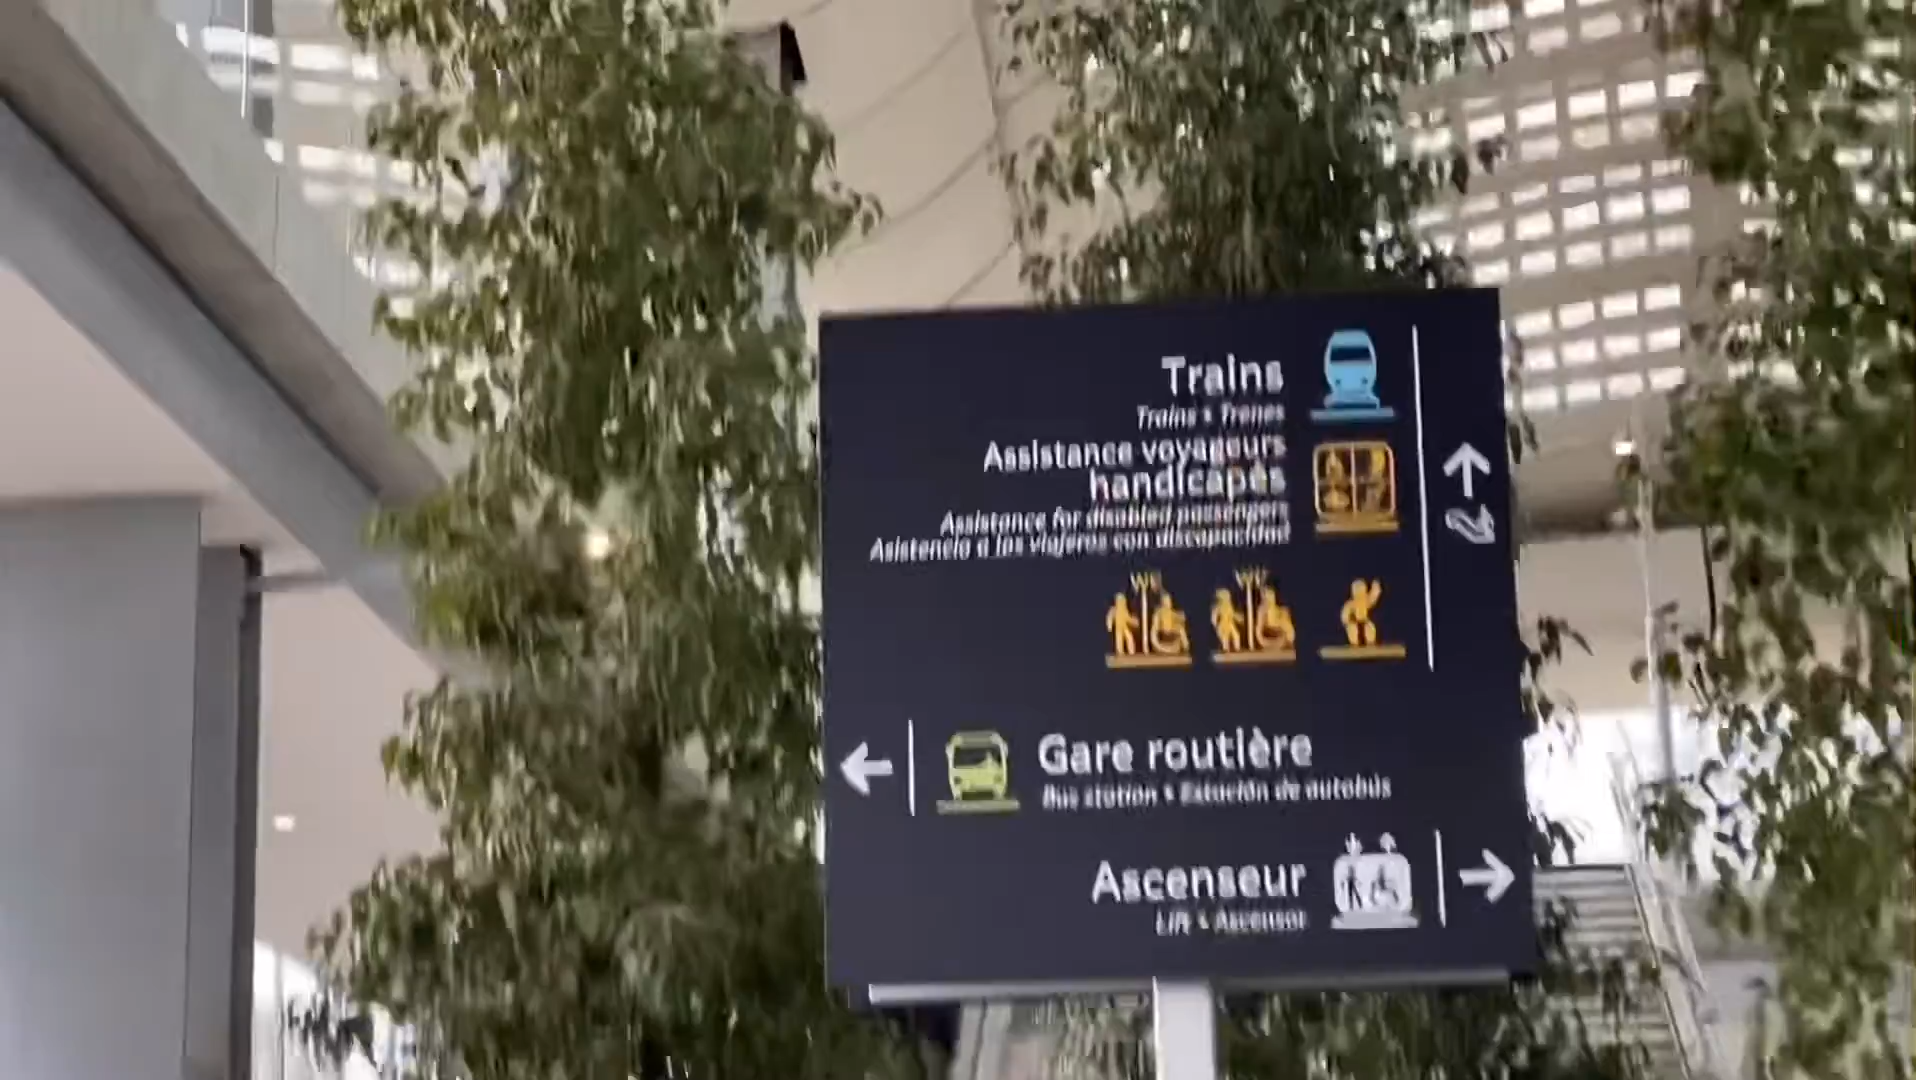 Trains
Trains • Trenes
Assistance voyageurs
handicapés
Assistance for disabled passengers
Asistencia a los viajeros con discapacidad
WC WC
Gare routière
Bus station • Estación de autobús
Ascenseur
Lift • Ascensor